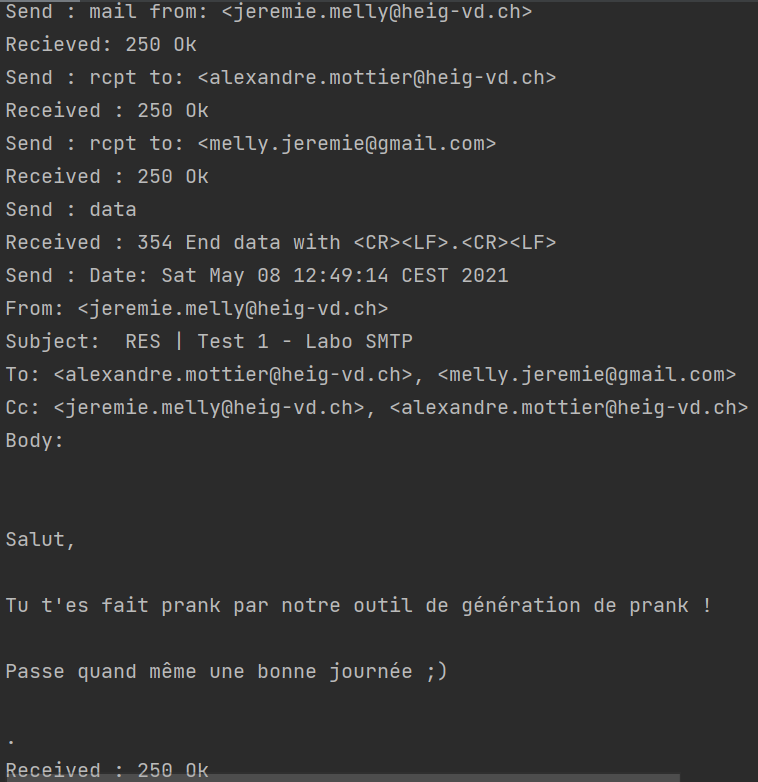 Send : mail from: <jeremie.melly@heig-vd.ch>
Recieved: 250 Ok
Send : rcpt to: <alexandre.mottier@heig-vd.ch>
Received : 250 Ok
Send : rcpt to: <melly.jeremie@gmail.com>
Received : 250 Ok
Send : data
Received : 354 End data with <CR><LF>.<CR><LF>
Send : Date: Sat May 08 12:49:14 CEST 2021
From: <jeremie.melly@heig-vd.ch>
Subject:  RES | Test 1 - Labo SMTP
To: <alexandre.mottier@heig-vd.ch>, <melly.jeremie@gmail.com>
Cc: <jeremie.melly@heig-vd.ch>, <alexandre.mottier@heig-vd.ch>
Body:
Salut,
Tu t'es fait prank par notre outil de génération de prank !
Passe quand même une bonne journée ;)
.
Received : 250 Ok